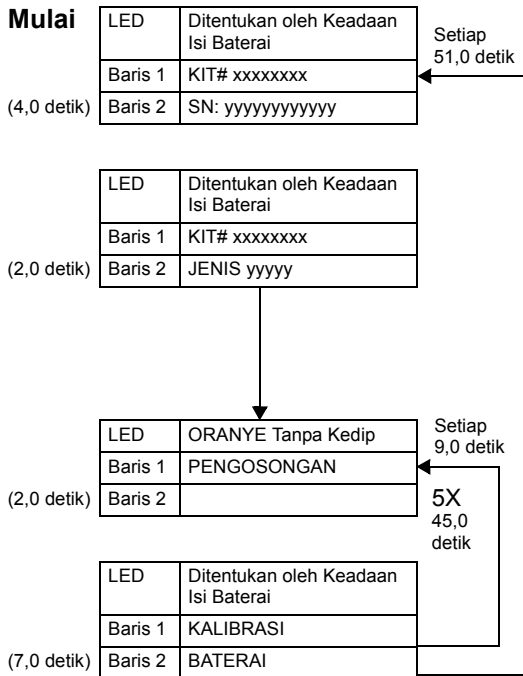 Mulai
LED Ditentukan oleh Keadaan
Isi Baterai
Baris 1 KIT# xxxxxxxx
(4,0 detik) Baris 2 SN: yyyyyyyyyyyy
Setiap
51,0 detik
LED Ditentukan oleh Keadaan
Isi Baterai
Baris 1 KIT# xxxxxxxx
(2,0 detik) Baris 2 JENIS yyyyy
LED ORANYE Tanpa Kedip
Baris 1 PENGOSONGAN
(2,0 detik) Baris 2
Setiap
9,0 detik
5X
45,0
detik
LED Ditentukan oleh Keadaan
Isi Baterai
Baris 1 KALIBRASI
(7,0 detik) Baris 2 BATERAI